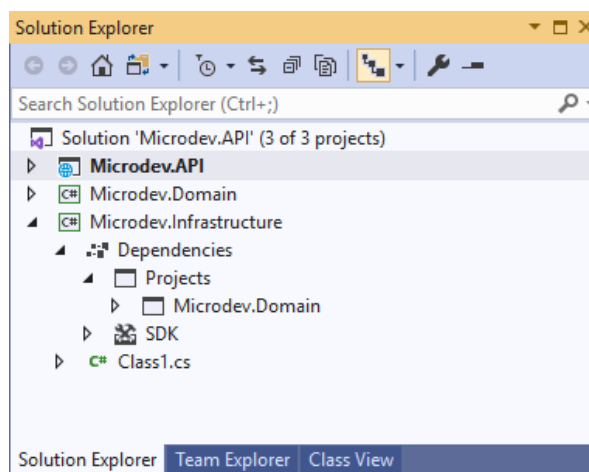 Solution Explorer
Search Solution Explorer (Ctrl+;)
Solution 'Microdev.API' (3 of 3 projects)
Microdev.API
C# Microdev.Domain
C# Microdev.Infrastructure
Dependencies
Projects
Microdev.Domain
SDK
C# Class1.cs
Solution Explorer Team Explorer Class View